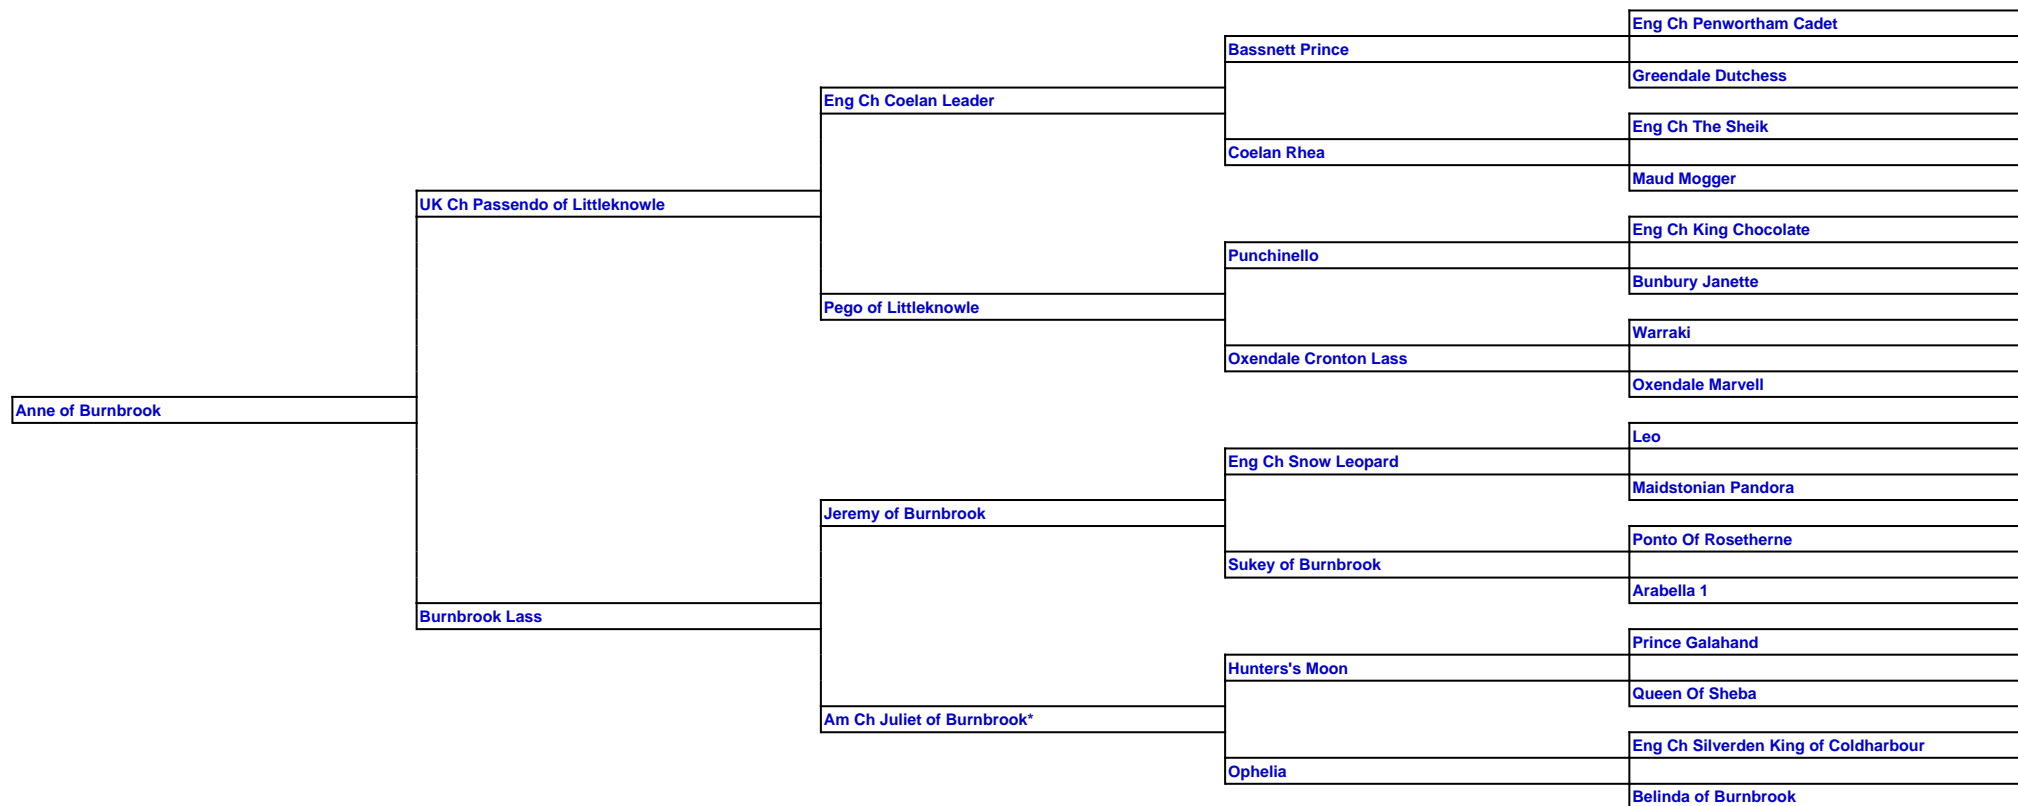 Eng Ch Penwortham Cadet
Bassnett Prince
Greendale Dutchess
Eng Ch Coelan Leader
Eng Ch The Sheik
Coelan Rhea
Maud Mogger
UK Ch Passendo of Littleknowle
Eng Ch King Chocolate
Punchinello
Bunbury Janette
Pego of Littleknowle
Warraki
Oxendale Cronton Lass
Oxendale Marvell
Anne of Burnbrook
Leo
Eng Ch Snow Leopard
Maidstonian Pandora
Jeremy of Burnbrook
Ponto Of Rosetherne
Sukey of Burnbrook
Arabella 1
Burnbrook Lass
Prince Galahand
Hunters's Moon
Queen Of Sheba
Am Ch Juliet of Burnbrook*
Eng Ch Silverden King of Coldharbour
Ophelia
Belinda of Burnbrook